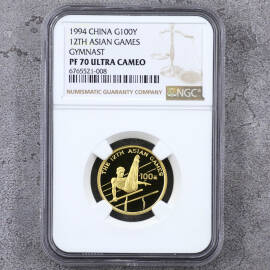 1994 CHINA G100Y
12TH ASIAN GAMES
GYMNAST
PF 70 ULTRA CAMEO
6765521-008
NUMISMATIC GUARANTY COMPANY
NGC
THE 12TH ASIAN GAMES
100元